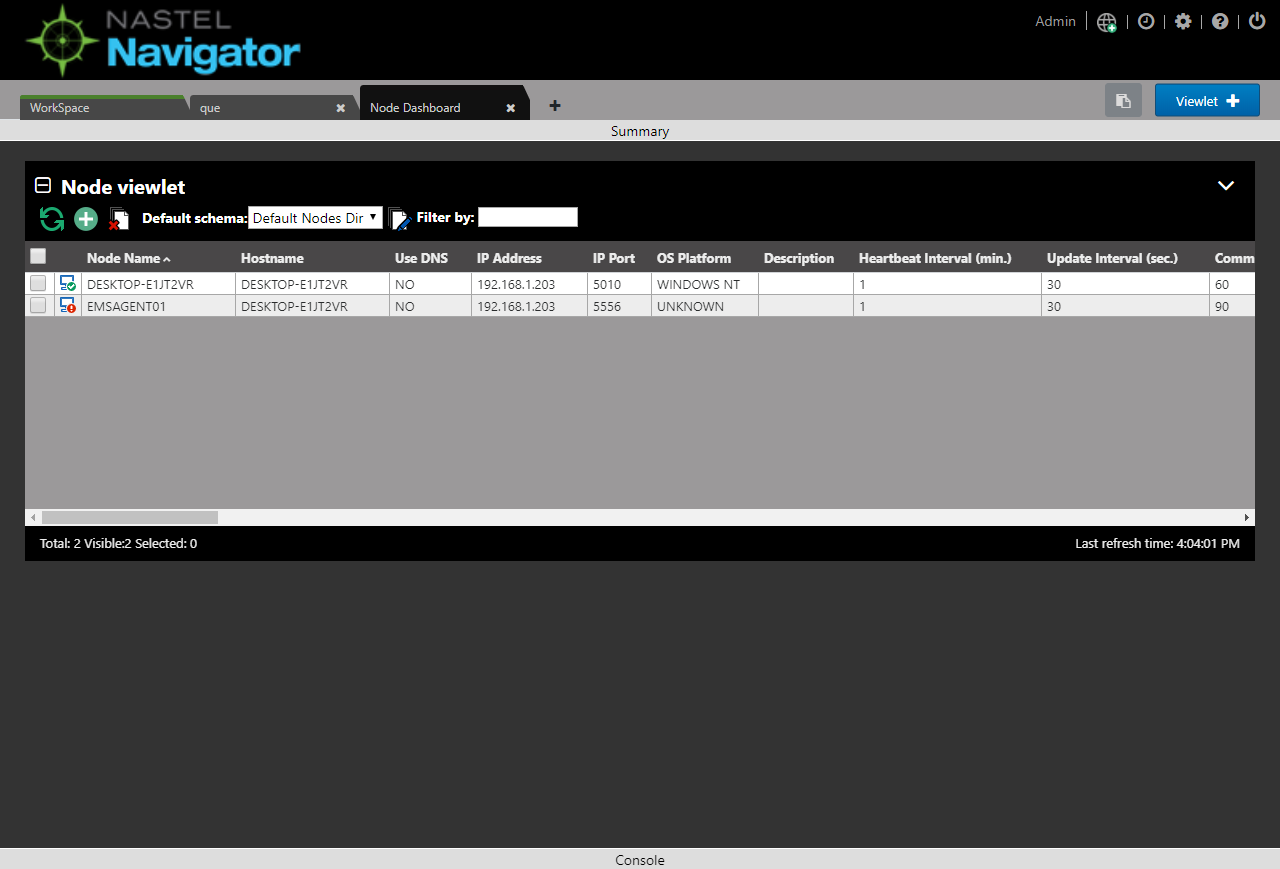 NASTEL
Navigator
Admin
WorkSpace que Node Dashboard Viewlet
Summary
Node viewlet
Default schema: Default Nodes Dir Filter by:
Node Name Hostname Use DNS IP Address IP Port OS Platform Description Heartbeat Interval (min.) Update Interval (sec.) Comm
DESKTOP-E1JT2VR DESKTOP-E1JT2VR NO 192.168.1.203 5010 WINDOWS NT 1 30 60
EMSAGENT01 DESKTOP-E1JT2VR NO 192.168.1.203 5556 UNKNOWN 1 30 90
Total: 2 Visible:2 Selected: 0 Last refresh time: 4:04:01 PM
Console